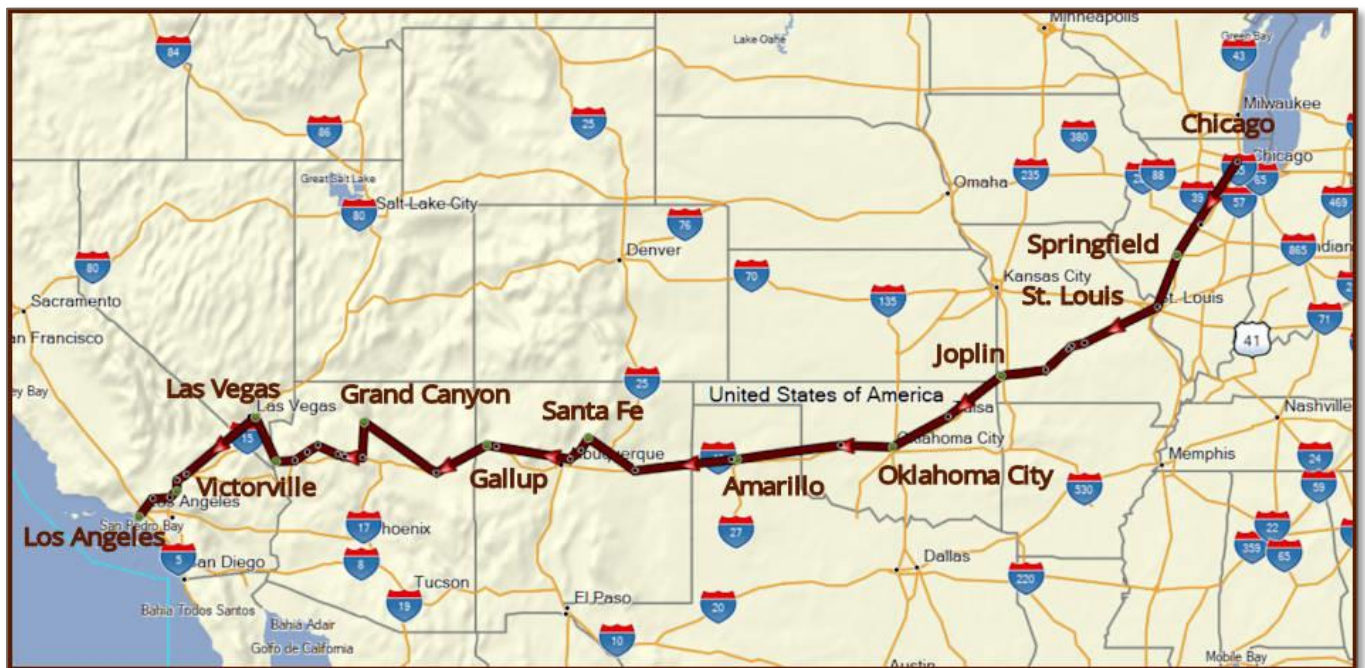 Minneapolis
Lake Oahe
Green Bay
84
43
25
Milwaukee
86
380
Chicago
Great Salt Lake
Chicago
235
88
65
Omaha
39
57
469
Salt Lake City
80
76
Springfield
Denver
865
80
70
Kansas City
St. Louis
Sacramento
135
St. Louis
71
an Francisco
41
Joplin
25
ey Bay
Las Vegas
Grand Canyon
United States of America
Las Vegas
Santa Fe
Nashville
15
Oklahoma City
Victorville
Gallup
Amarillo
Oklahoma City
Memphis
24
Los Angeles
530
59
San Pedro Bay
17
hoenix
27
22
Los Angeles
5
8
359
65
San Diego
Dallas
Tucson
220
19
El Paso
20
Bahia Todos Santos
Bahia Adair
10
Golfo de California
Austin
Mobile Bay